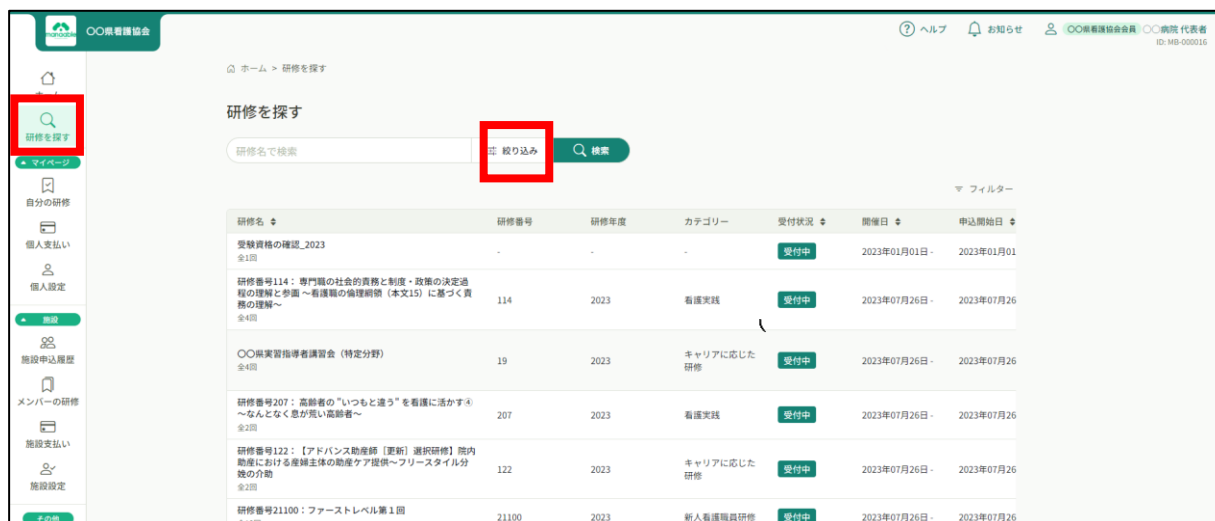 manaable
〇〇県看護協会
ヘルプ
お知らせ
〇〇県看護協会会員 〇〇病院 代表者
ID: MB-000016
ホーム > 研修を探す
研修を探す
研修名で検索
絞り込み
検索
フィルター
ホーム
研修を探す
マイページ
自分の研修
個人支払い
個人設定
施設
施設申込履歴
メンバーの研修
施設支払い
施設設定
その他
研修名 研修番号 研修年度 カテゴリー 受付状況 開催日 申込開始日
受験資格の確認_2023
全1回
- - - 受付中 2023年01月01日 - 2023年01月01
研修番号114： 専門職の社会的責務と制度・政策の決定過
程の理解と参画 ～看護職の倫理綱領（本文15）に基づく責
務の理解～
全4回
114 2023 看護実践 受付中 2023年07月26日 - 2023年07月26
〇〇県実習指導者講習会（特定分野）
全4回
19 2023 キャリアに応じた
研修
受付中 2023年07月26日 - 2023年07月26
研修番号207： 高齢者の "いつもと違う" を看護に活かす④
～なんとなく息が荒い高齢者～
全2回
207 2023 看護実践 受付中 2023年07月26日 - 2023年07月26
研修番号122：【アドバンス助産師［更新］選択研修】院内
助産における産婦主体の助産ケア提供～フリースタイル分
娩の介助
全2回
122 2023 キャリアに応じた
研修
受付中 2023年07月26日 - 2023年07月26
研修番号21100：ファーストレベル第１回
21100 2023 新人看護職員研修 受付中 2023年07月26日 - 2023年07月26